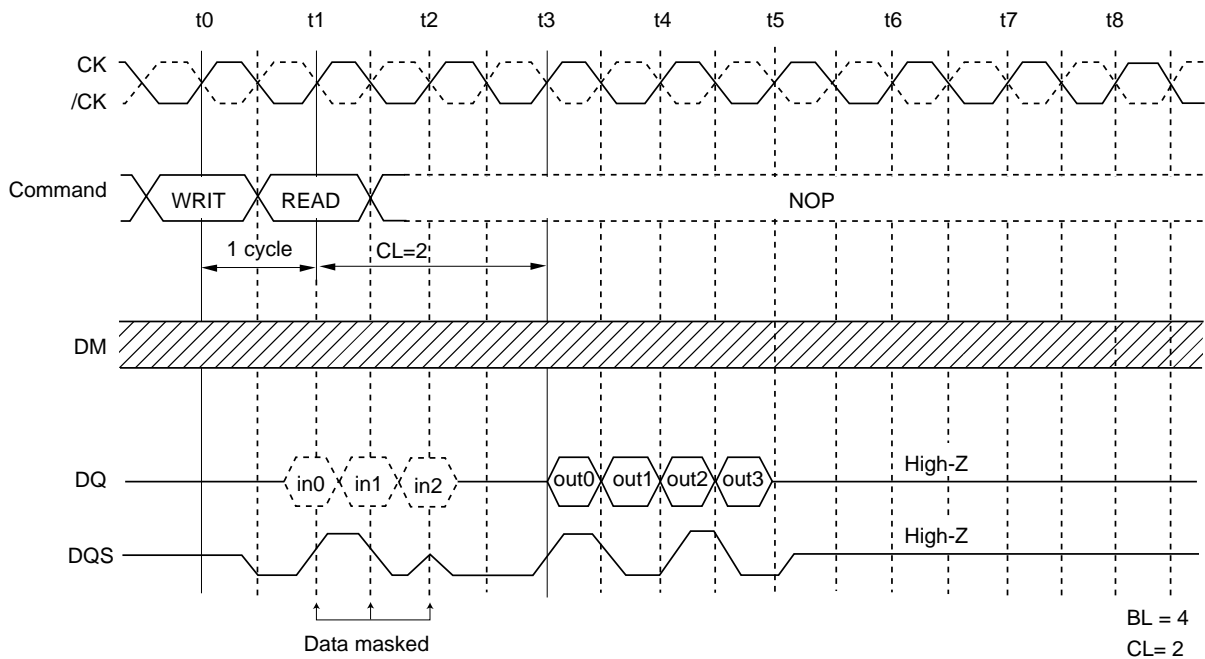 t0 t1 t2 t3 t4 t5 t6 t7 t8
CK
/CK
Command WRIT READ NOP
1 cycle CL=2
DM
DQ in0 in1 in2 out0 out1 out2 out3 High-Z
DQS High-Z
Data masked
BL = 4
CL= 2